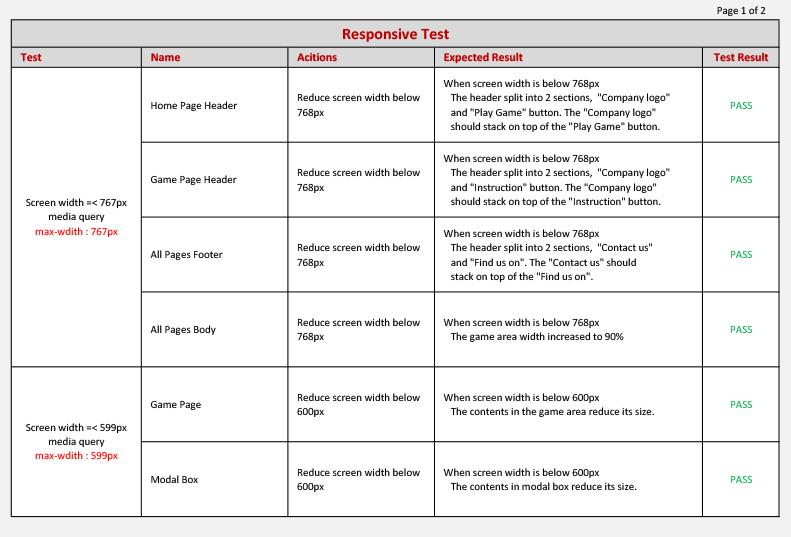 Page 1 of 2
Responsive Test
Test Name Acitions Expected Result Test Result
Screen width =< 767px
media query
max-wdith : 767px
Home Page Header
Reduce screen width below
768px
When screen width is below 768px
The header split into 2 sections, "Company logo"
and "Play Game" button. The "Company logo"
should stack on top of the "Play Game" button.
PASS
Game Page Header
Reduce screen width below
768px
When screen width is below 768px
The header split into 2 sections, "Company logo"
and "Instruction" button. The "Company logo"
should stack on top of the "Instruction" button.
PASS
All Pages Footer
Reduce screen width below
768px
When screen width is below 768px
The header split into 2 sections, "Contact us"
and "Find us on". The "Contact us" should
stack on top of the "Find us on".
PASS
All Pages Body
Reduce screen width below
768px
When screen width is below 768px
The game area width increased to 90%
PASS
Screen width =< 599px
media query
max-wdith : 599px
Game Page
Reduce screen width below
600px
When screen width is below 600px
The contents in the game area reduce its size.
PASS
Modal Box
Reduce screen width below
600px
When screen width is below 600px
The contents in modal box reduce its size.
PASS